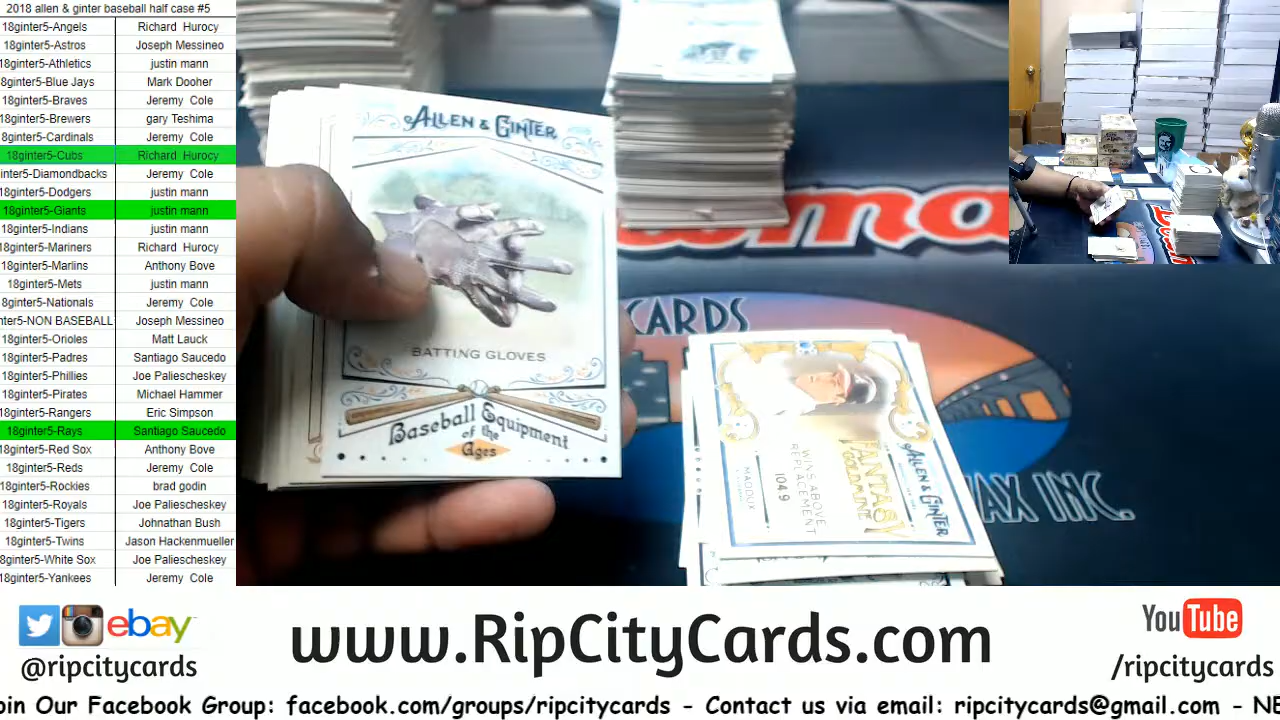 2018 allen & ginter baseball half case #5
18ginter5-Angels Richard Hurocy
18ginter5-Astros Joseph Messineo
18ginter5-Athletics justin mann
8ginter5-Blue Jays Mark Dooher
18ginter5-Braves Jeremy Cole
18ginter5-Brewers gary Teshima
8ginter5-Cardinals Jeremy Cole
18ginter5-Cubs Richard Hurocy
inter5-Diamondbacks Jeremy Cole
18ginter5-Dodgers justin mann
18ginter5-Giants justin mann
18ginter5-Indians justin mann
18ginter5-Mariners Richard Hurocy
18ginter5-Marlins Anthony Bove
18ginter5-Mets justin mann
8ginter5-Nationals Jeremy Cole
nter5-NON BASEBALL Joseph Messineo
18ginter5-Orioles Matt Lauck
18ginter5-Padres Santiago Saucedo
18ginter5-Phillies Joe Paliescheskey
18ginter5-Pirates Michael Hammer
18ginter5-Rangers Eric Simpson
18ginter5-Rays Santiago Saucedo
18ginter5-Red Sox Anthony Bove
18ginter5-Reds Jeremy Cole
18ginter5-Rockies brad godin
18ginter5-Royals Joe Paliescheskey
18ginter5-Tigers Johnathan Bush
18ginter5-Twins Jason Hackenmueller
8ginter5-White Sox Joe Paliescheskey
18ginter5-Yankees Jeremy Cole
ALLEN & GINTER
BATTING GLOVES
Baseball Equipment
of the
Ages
CARDS
WAX INC.
ALLEN & GINTER
FANTASY
GOLDMINE
WINS ABOVE
REPLACEMENT
104.9
MADDUX
ebay
@ripcitycards
www.RipCityCards.com
YouTube
/ripcitycards
oin Our Facebook Group: facebook.com/groups/ripcitycards - Contact us via email: ripcitycards@gmail.com - NE